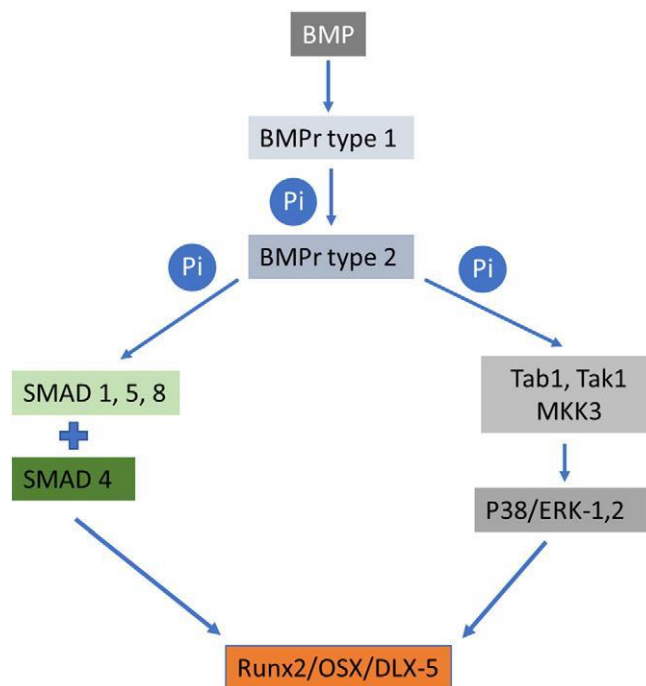 BMP
BMPr type 1
Pi
BMPr type 2
Pi
Pi
SMAD 1, 5, 8
SMAD 4
Tab1, Tak1
MKK3
P38/ERK-1,2
Runx2/OSX/DLX-5